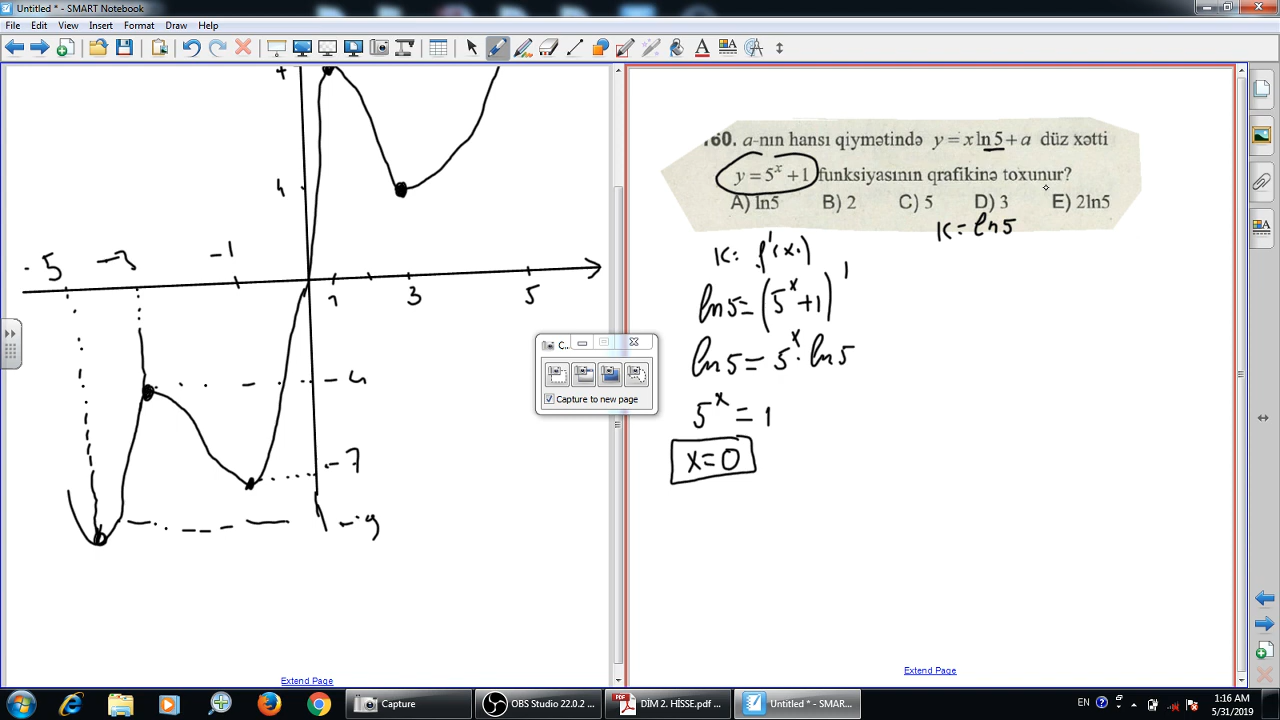 Untitled * - SMART Notebook
File Edit View Insert Format Draw Help
4
-5 -3 -1
1 3 5
-4
-7
-9
Extend Page
160. a-nın hansı qiymətində y = x ln 5 + a düz xətti
y = 5^x + 1 funksiyasının qrafikinə toxunur?
A) ln5 B) 2 C) 5 D) 3 E) 2ln5
K = ln5
K = f'(x₀)
ln5 = (5^x + 1)'
ln5 = 5^x · ln5
5^x = 1
x = 0
Extend Page
C..
Capture to new page
Capture
OBS Studio 22.0.2 ...
DİM 2. HİSSE.pdf ...
Untitled * - SMAR...
EN
1:16 AM
5/31/2019